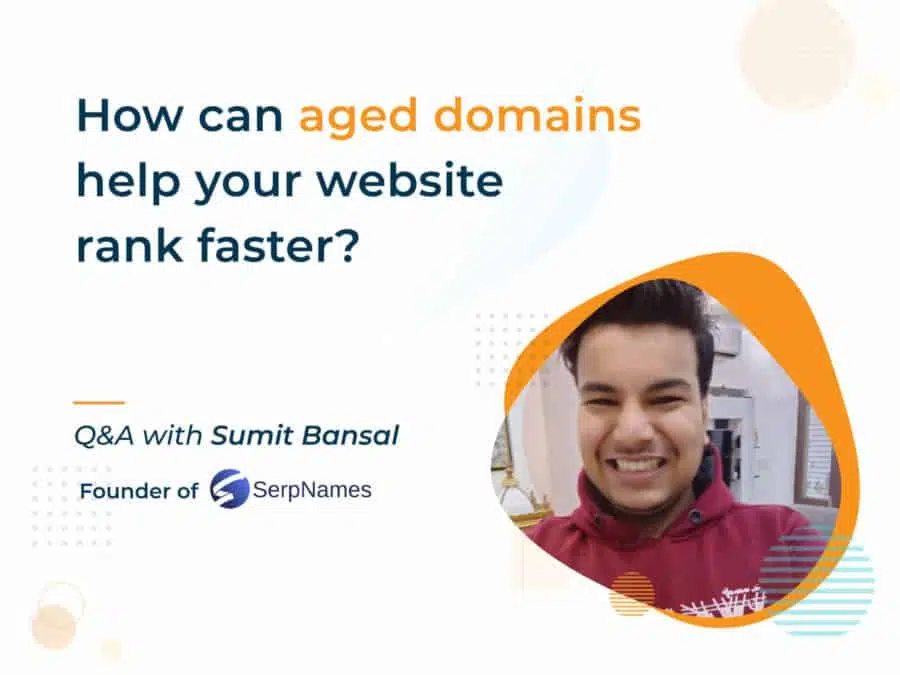 How can aged domains
help your website
rank faster?
Q&A with Sumit Bansal
Founder of SerpNames